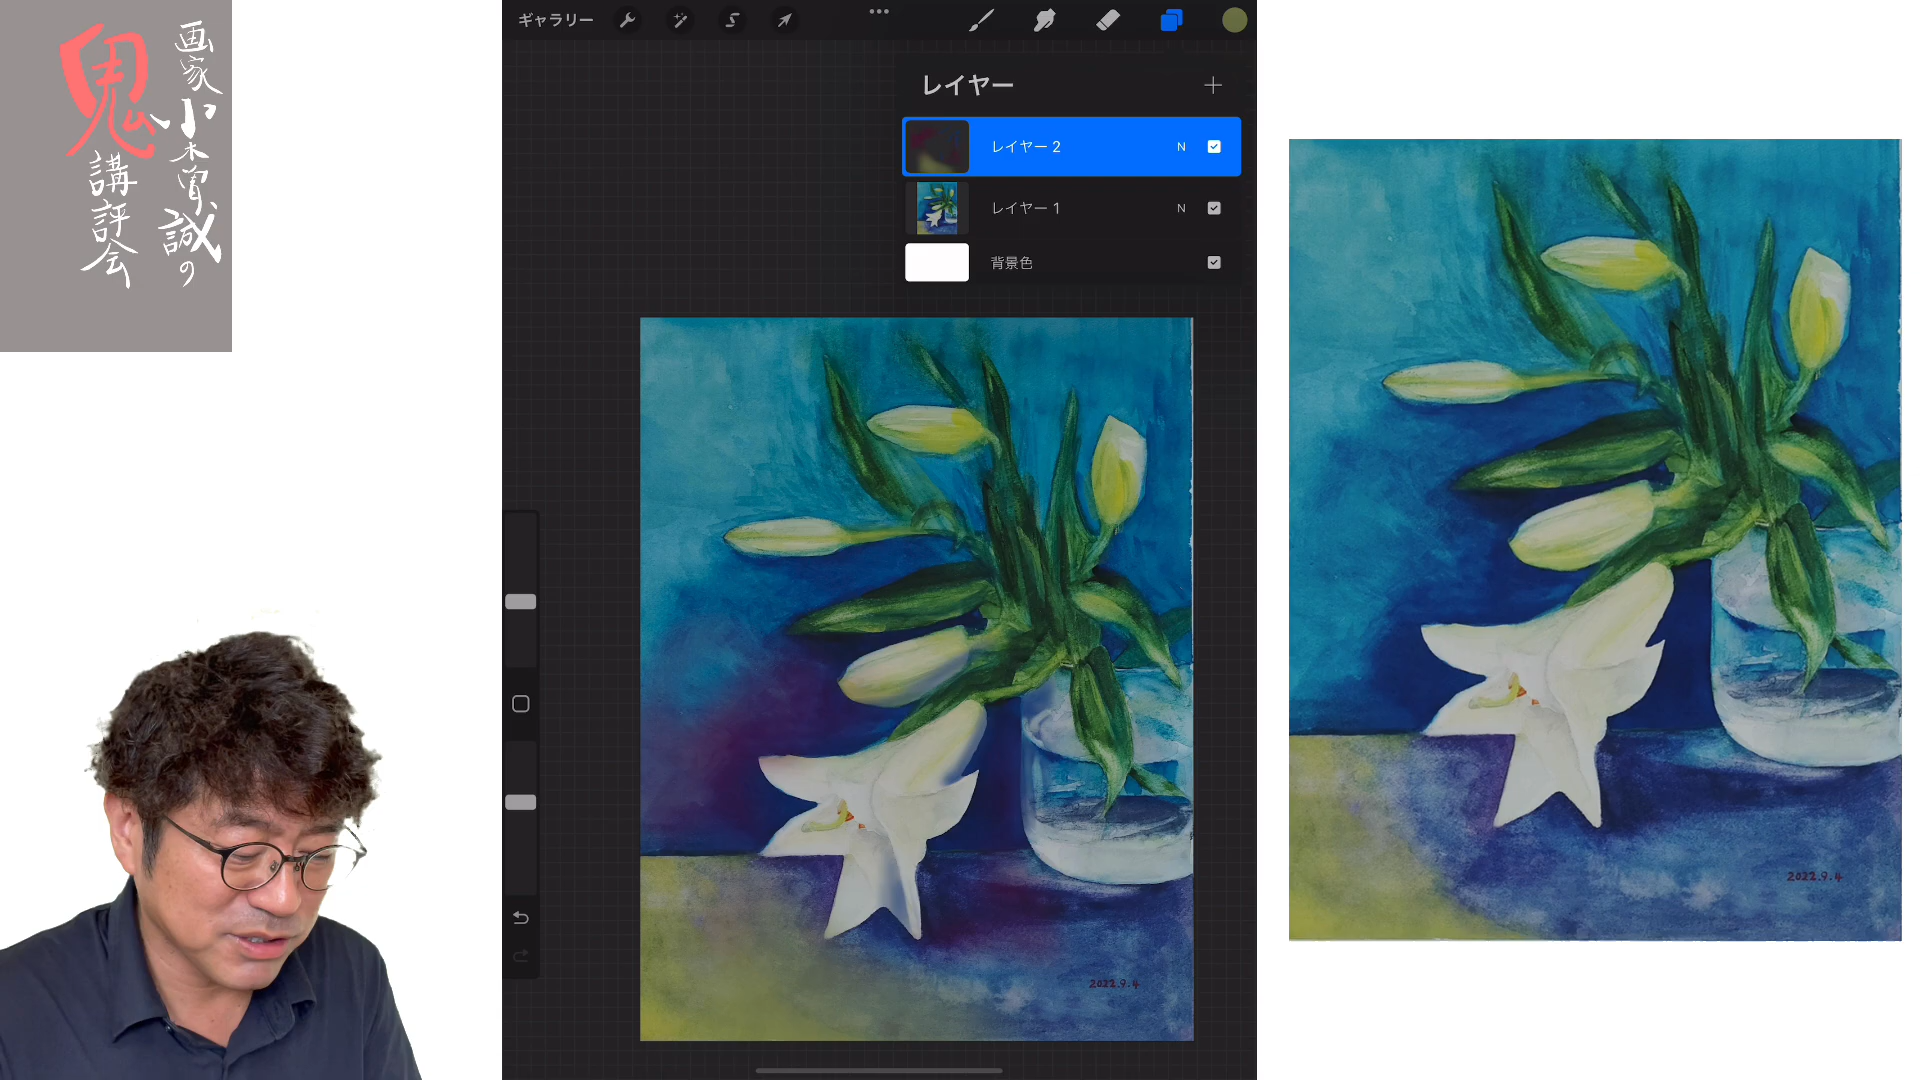 画家小木曽誠の
鬼講評会
ギャラリー
レイヤー
レイヤー 2
N
レイヤー 1
N
背景色
2022.9.4
2022.9.4